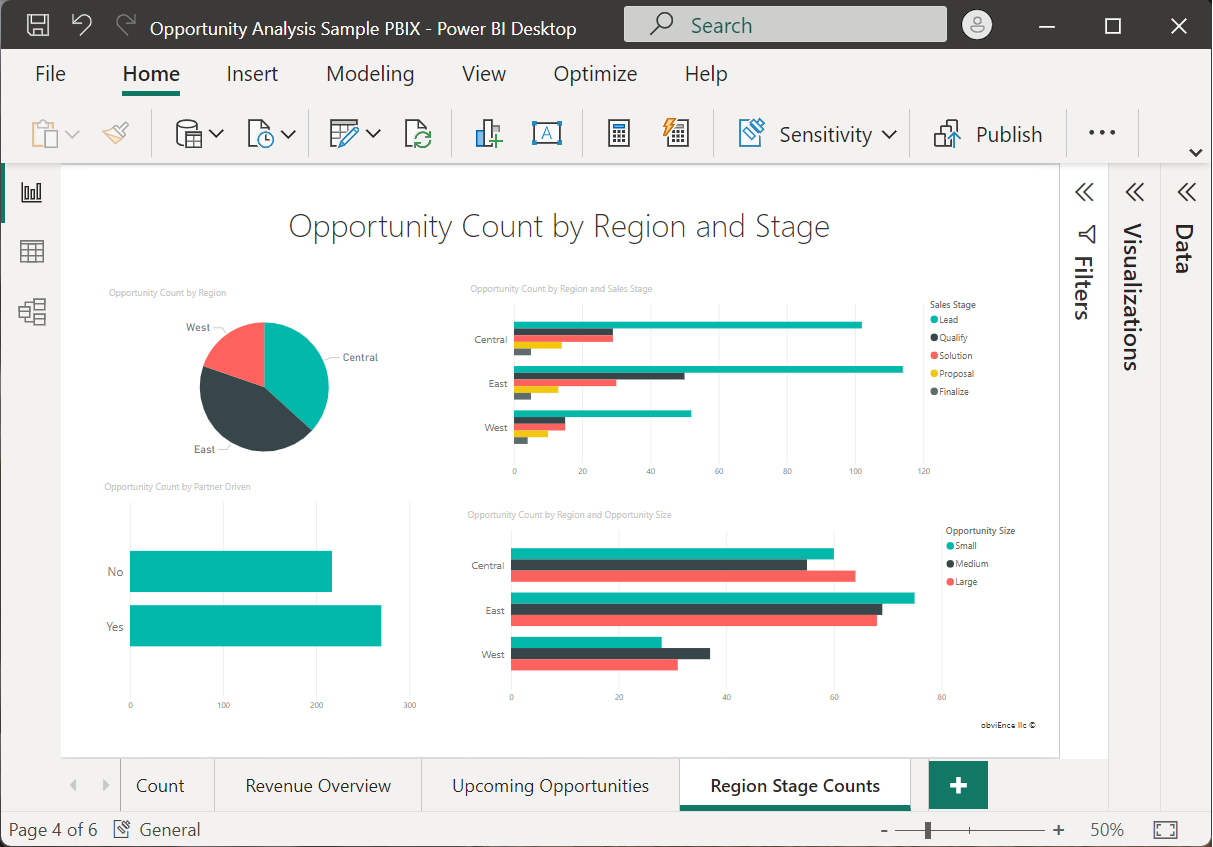 Opportunity Analysis Sample PBIX - Power BI Desktop
Search
File Home Insert Modeling View Optimize Help
A
Sensitivity
Publish
Opportunity Count by Region and Stage
Opportunity Count by Region
West
Central
East
Opportunity Count by Region and Sales Stage
Central
East
West
0 20 40 60 80 100 120
Sales Stage
Lead
Qualify
Solution
Proposal
Finalize
Opportunity Count by Partner Driven
No
Yes
0 100 200 300
Opportunity Count by Region and Opportunity Size
Central
East
West
0 20 40 60 80
Opportunity Size
Small
Medium
Large
obviEnce llc ©
Filters
Visualizations
Data
Count Revenue Overview Upcoming Opportunities Region Stage Counts +
Page 4 of 6 General - + 50%